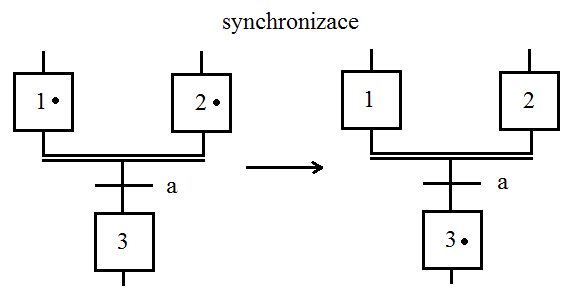 synchronizace
1 2 1 2
a a
3 3